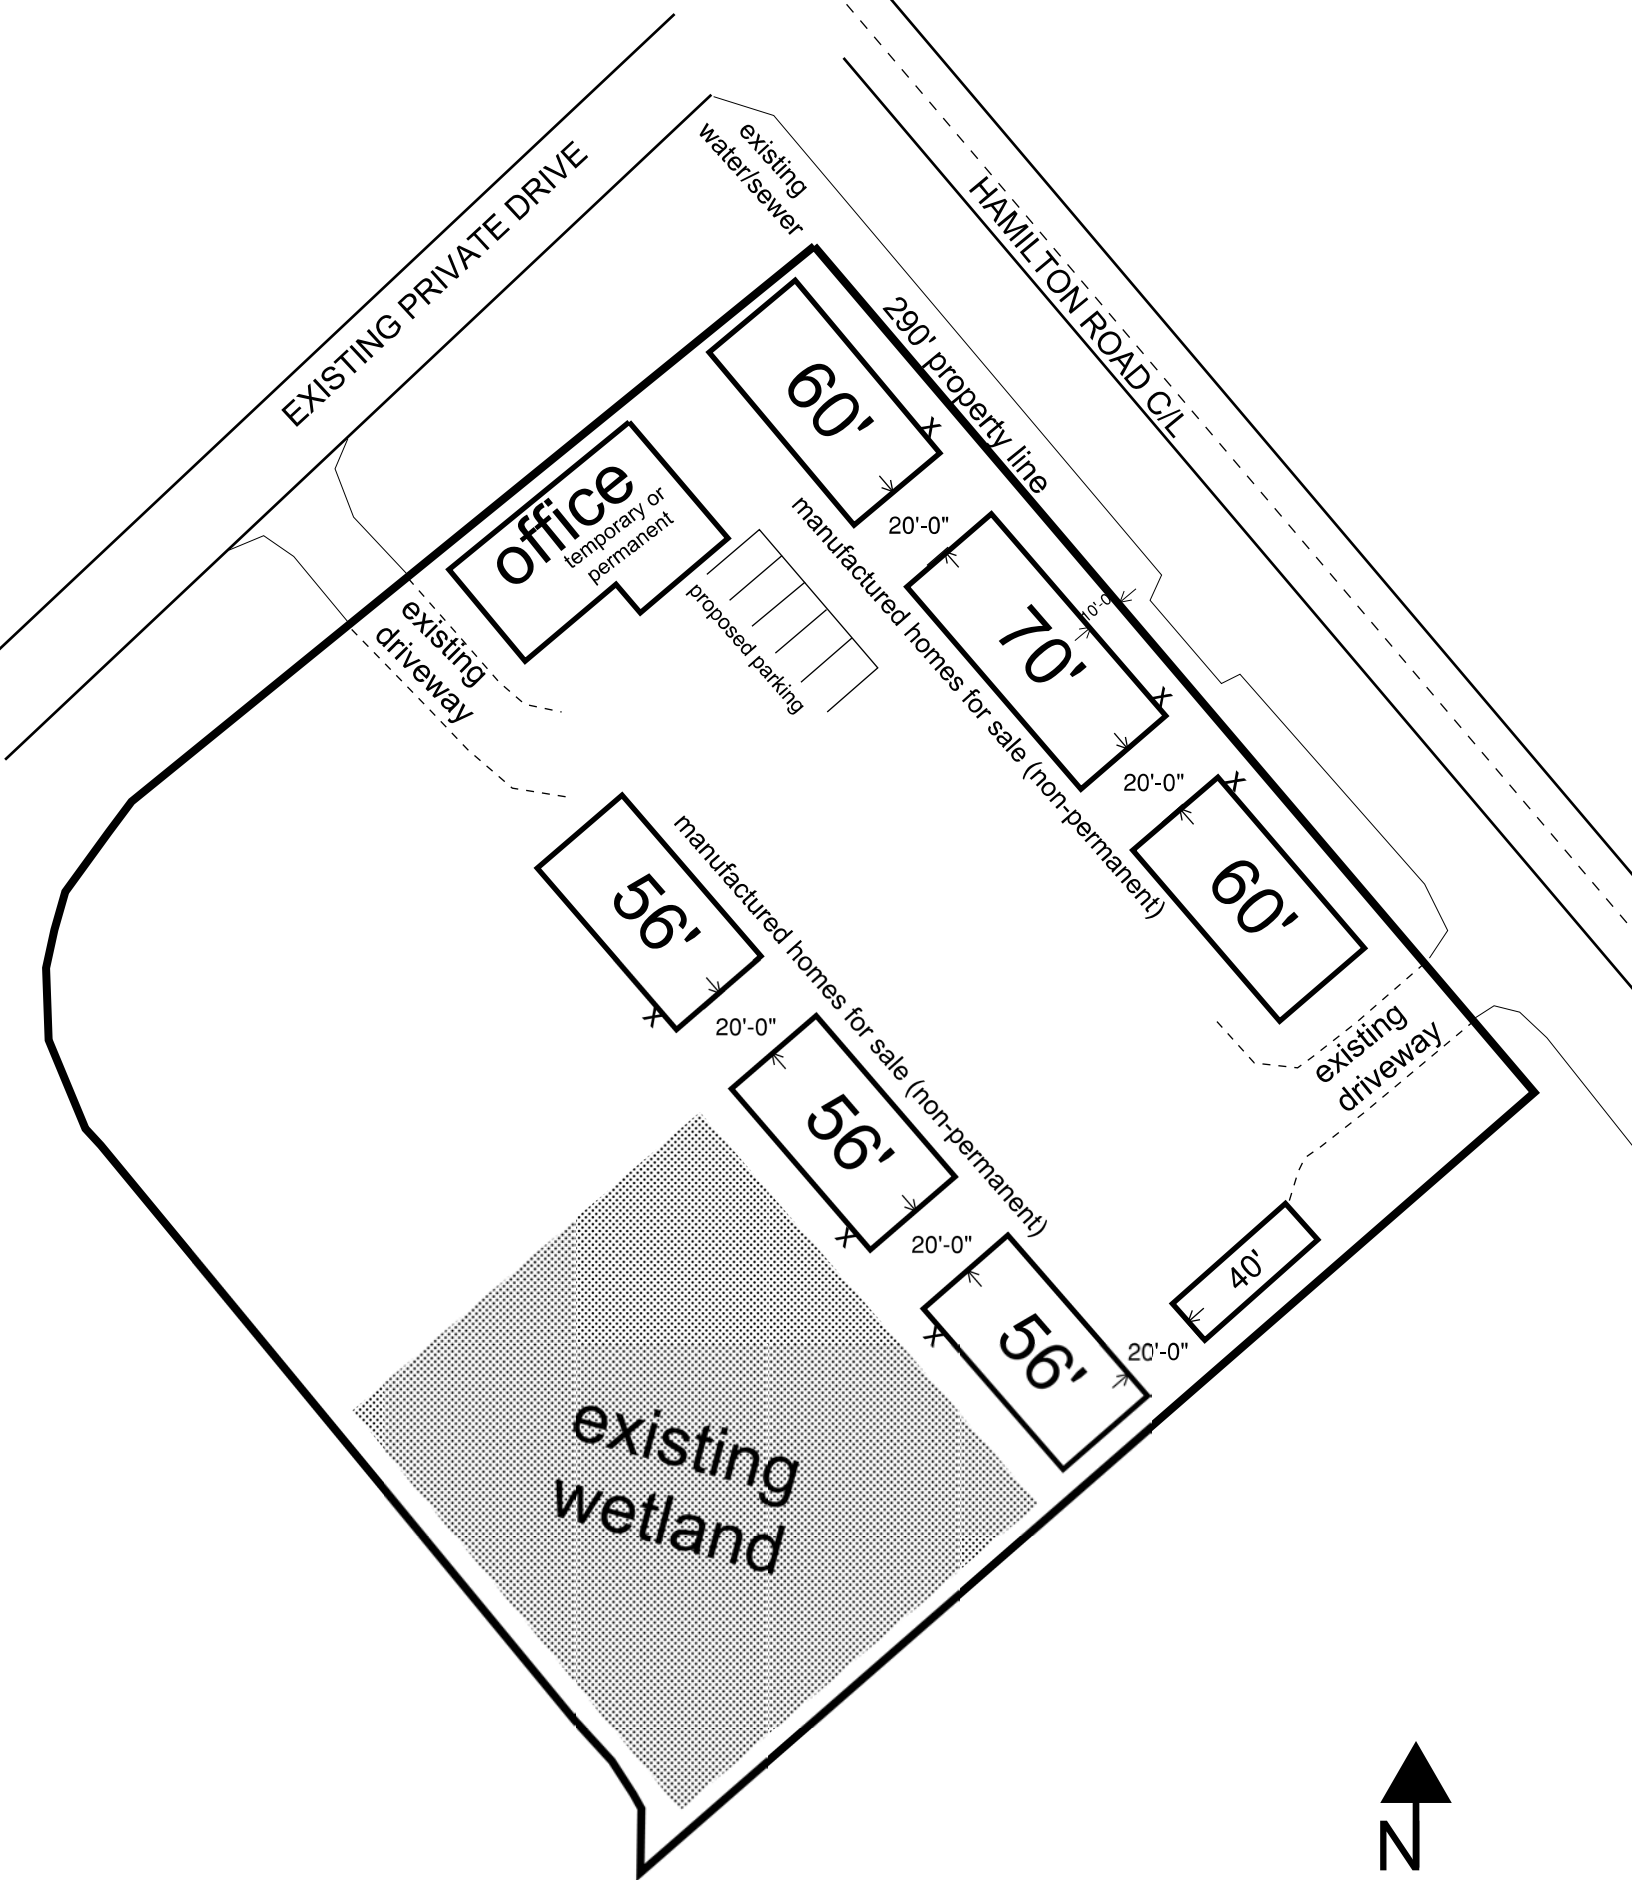 EXISTING PRIVATE DRIVE
existing
water/sewer
HAMILTON ROAD C/L
290' property line
60'
x
20'-0"
office
temporary or
permanent
proposed parking
existing
driveway
manufactured homes for sale (non-permanent)
70'
10'-0"
x
20'-0"
x
60'
existing
driveway
manufactured homes for sale (non-permanent)
56'
x
20'-0"
56'
x
20'-0"
56'
x
20'-0"
40'
existing
wetland
N